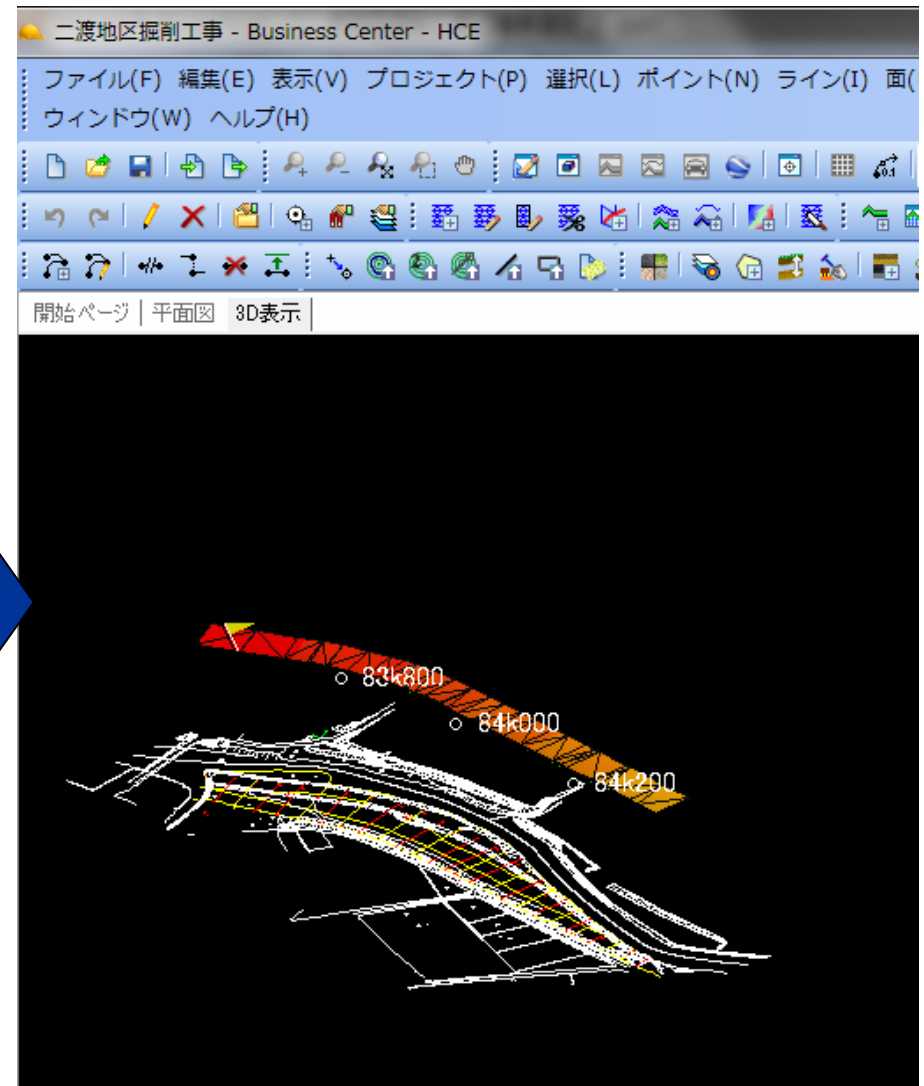 二渡地区掘削工事 - Business Center - HCE
ファイル(F) 編集(E) 表示(V) プロジェクト(P) 選択(L) ポイント(N) ライン(I) 面(
ウィンドウ(W) ヘルプ(H)
開始ページ 平面図 3D表示
83k800
84k000
84k200